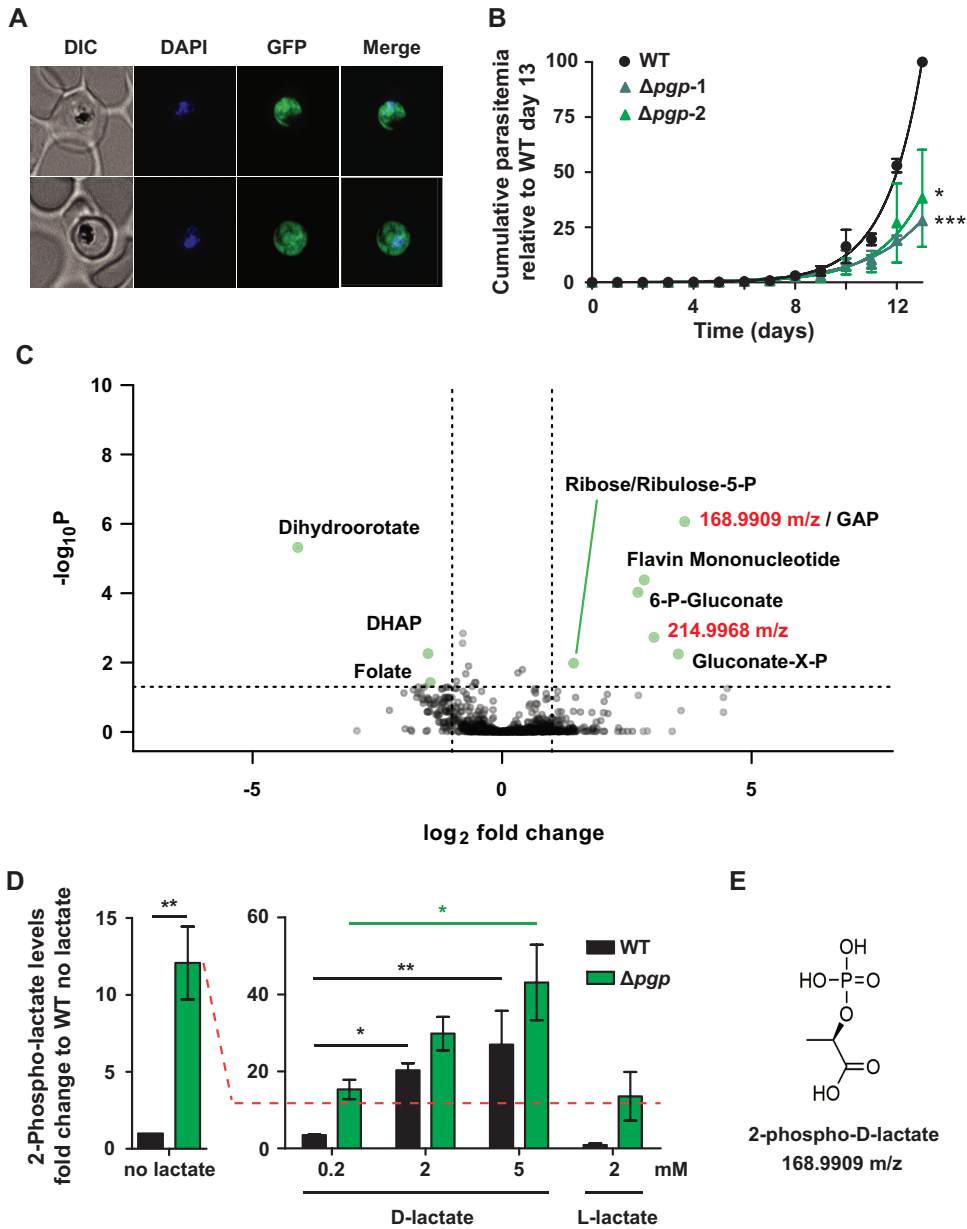 A
DIC DAPI GFP Merge
B
Cumulative parasitemia
relative to WT day 13
100
75
50
25
0
WT
Δpgp-1
Δpgp-2
*
***
0 4 8 12
Time (days)
C
-log10P
10
8
6
4
2
0
Ribose/Ribulose-5-P
168.9909 m/z / GAP
Dihydroorotate
Flavin Mononucleotide
6-P-Gluconate
DHAP
214.9968 m/z
Folate
Gluconate-X-P
-5 0 5
log2 fold change
D
2-Phospho-lactate levels
fold change to WT no lactate
15
10
5
0
**
no lactate
60
40
20
0
*
**
*
WT
Δpgp
0.2 2 5 2 mM
D-lactate L-lactate
E
OH
HO-P=O
O
O
HO
2-phospho-D-lactate
168.9909 m/z